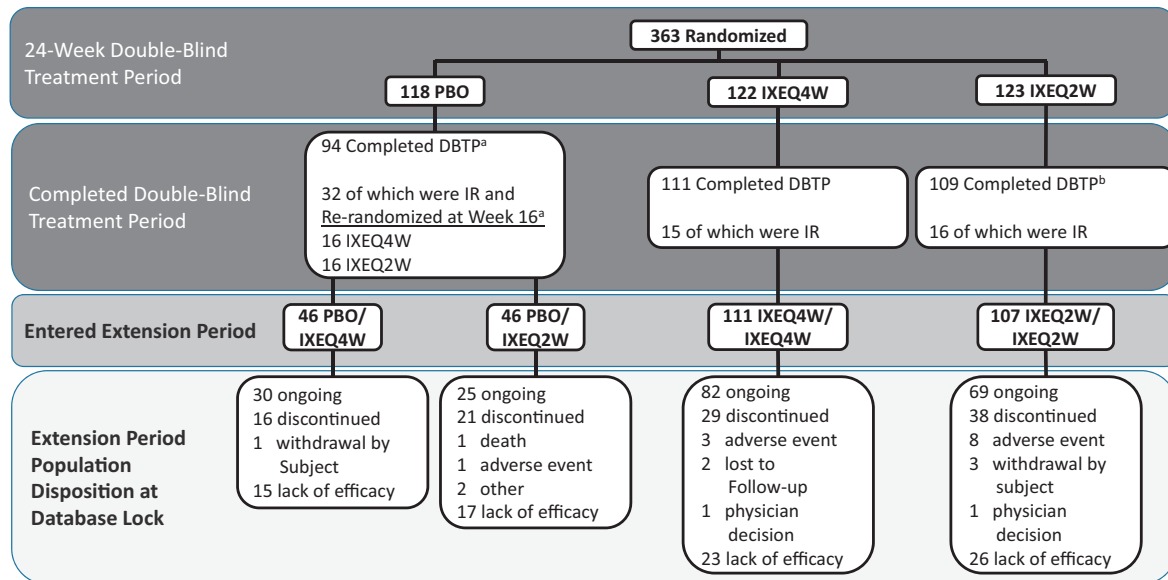 24-Week Double-Blind
Treatment Period
363 Randomized
118 PBO
122 IXEQ4W
123 IXEQ2W
Completed Double-Blind
Treatment Period
94 Completed DBTPª
32 of which were IR and
Re-randomized at Week 16ª
16 IXEQ4W
16 IXEQ2W
111 Completed DBTP
15 of which were IR
109 Completed DBTPᵇ
16 of which were IR
Entered Extension Period
46 PBO/
IXEQ4W
46 PBO/
IXEQ2W
111 IXEQ4W/
IXEQ4W
107 IXEQ2W/
IXEQ2W
Extension Period
Population
Disposition at
Database Lock
30 ongoing
16 discontinued
1 withdrawal by
Subject
15 lack of efficacy
25 ongoing
21 discontinued
1 death
1 adverse event
2 other
17 lack of efficacy
82 ongoing
29 discontinued
3 adverse event
2 lost to
Follow-up
1 physician
decision
23 lack of efficacy
69 ongoing
38 discontinued
8 adverse event
3 withdrawal by
subject
1 physician
decision
26 lack of efficacy